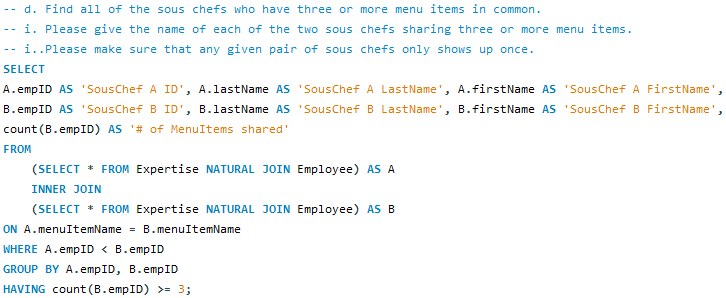 -- d. Find all of the sous chefs who have three or more menu items in common.
-- i. Please give the name of each of the two sous chefs sharing three or more menu items.
-- i..Please make sure that any given pair of sous chefs only shows up once.
SELECT
A.empID AS 'SousChef A ID', A.lastName AS 'SousChef A LastName', A.firstName AS 'SousChef A FirstName',
B.empID AS 'SousChef B ID', B.lastName AS 'SousChef B LastName', B.firstName AS 'SousChef B FirstName',
count(B.empID) AS '# of MenuItems shared'
FROM
(SELECT * FROM Expertise NATURAL JOIN Employee) AS A
INNER JOIN
(SELECT * FROM Expertise NATURAL JOIN Employee) AS B
ON A.menuItemName = B.menuItemName
WHERE A.empID < B.empID
GROUP BY A.empID, B.empID
HAVING count(B.empID) >= 3;